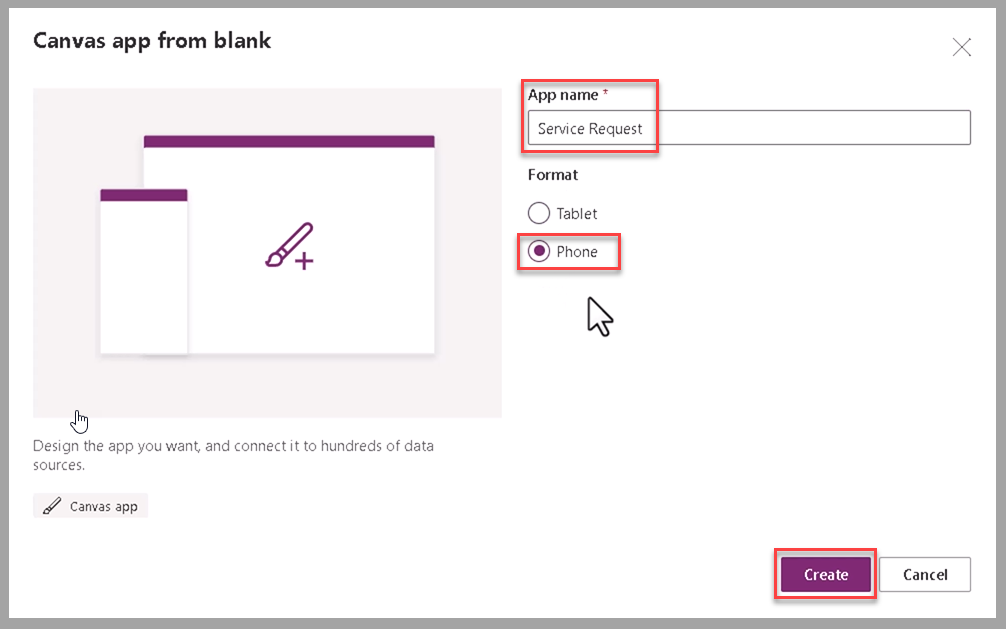 Canvas app from blank
App name *
Service Request
Format
Tablet
Phone
Design the app you want, and connect it to hundreds of data
sources.
Canvas app
Create
Cancel